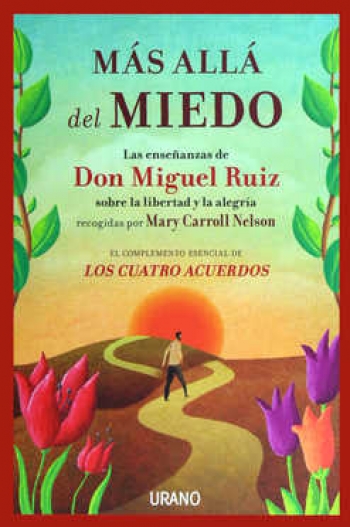 MÁS ALLÁ
del MIEDO
Las enseñanzas de
Don Miguel Ruiz
sobre la libertad y la alegría
recogidas por Mary Carroll Nelson
EL COMPLEMENTO ESENCIAL DE
LOS CUATRO ACUERDOS
URANO